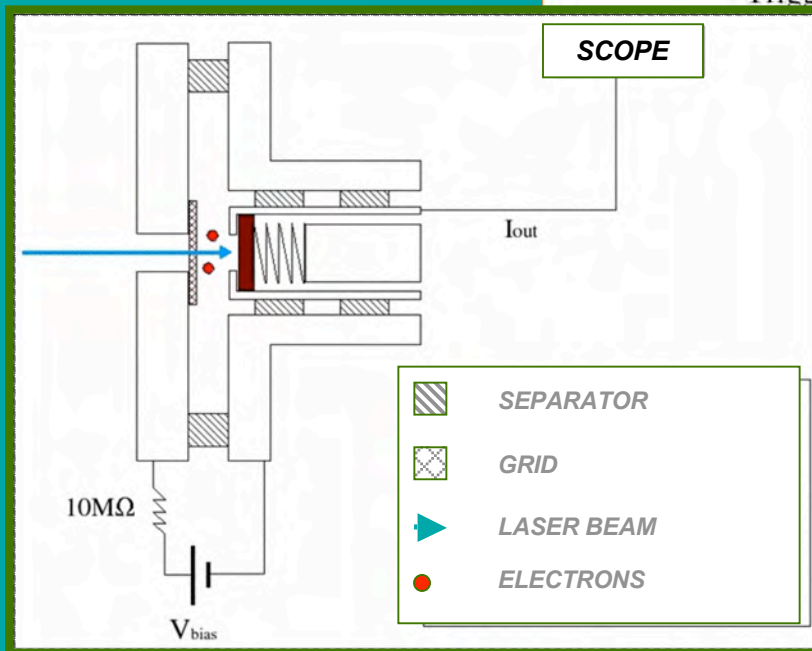 SCOPE
Iout
SEPARATOR
GRID
10MΩ
LASER BEAM
ELECTRONS
Vbias